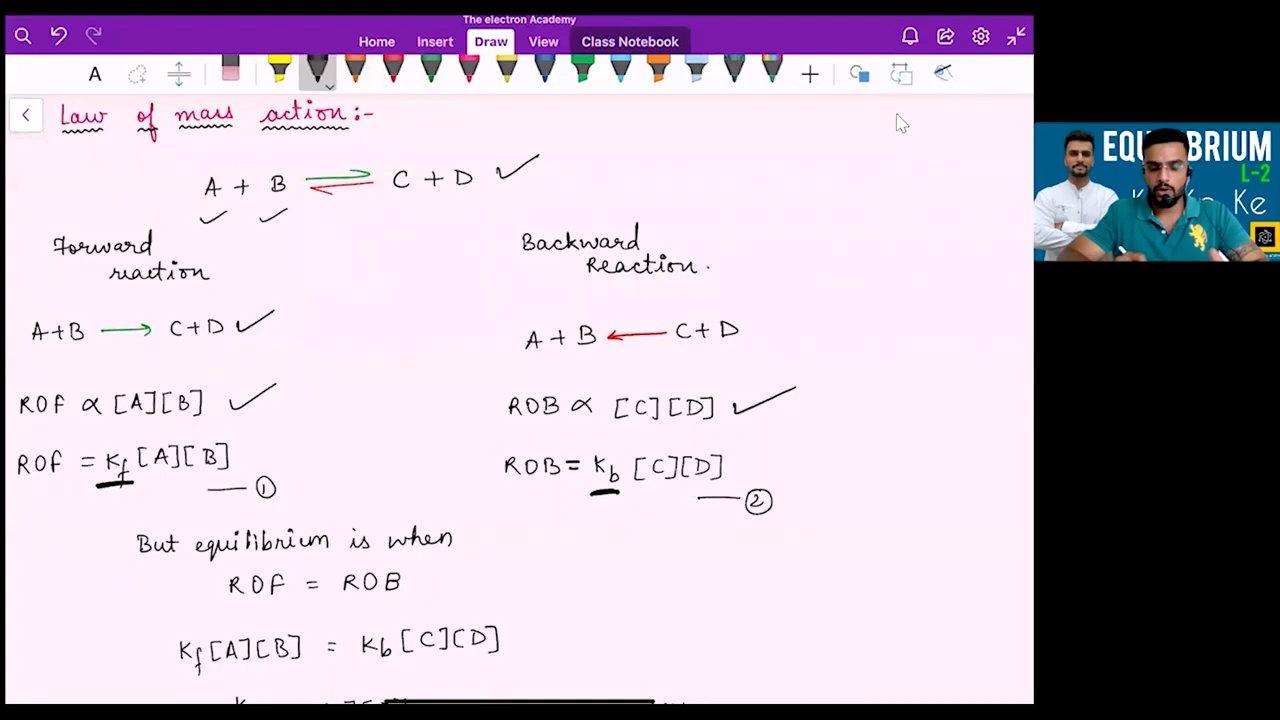 The electron Academy
Home Insert Draw View Class Notebook
A
Law of mass action:-
A + B ⇌ C + D
Forward reaction
Backward Reaction.
A+B → C+D
A + B ← C+D
ROF ∝ [A][B]
ROB ∝ [C][D]
ROF = Kf [A][B]
ROB = Kb [C][D]
①
②
But equilibrium is when
ROF = ROB
Kf[A][B] = Kb[C][D]
EQUILIBRIUM
L-2
Ke